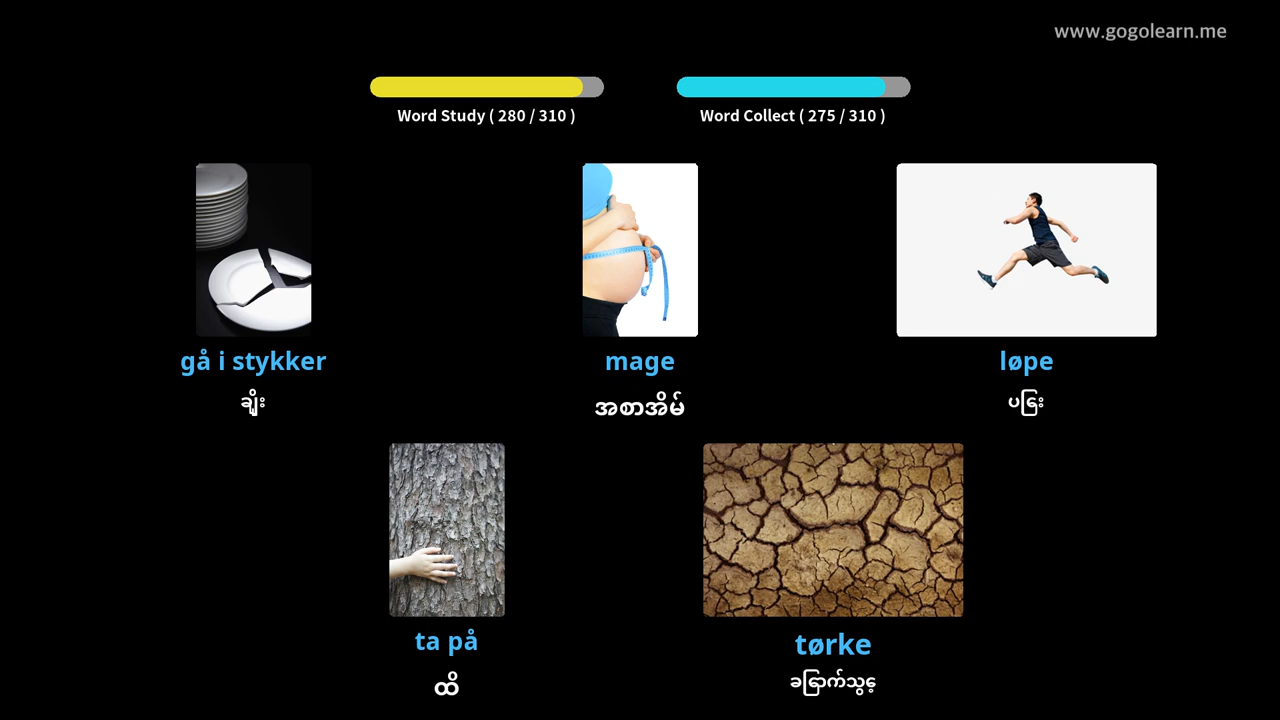 www.gogolearn.me
Word Study ( 280 / 310 )
Word Collect ( 275 / 310 )
gå i stykker
mage
løpe
ချိုး
အစာအိမ်
ပြေး
ta på
tørke
ထိ
ခြောက်သွေ့